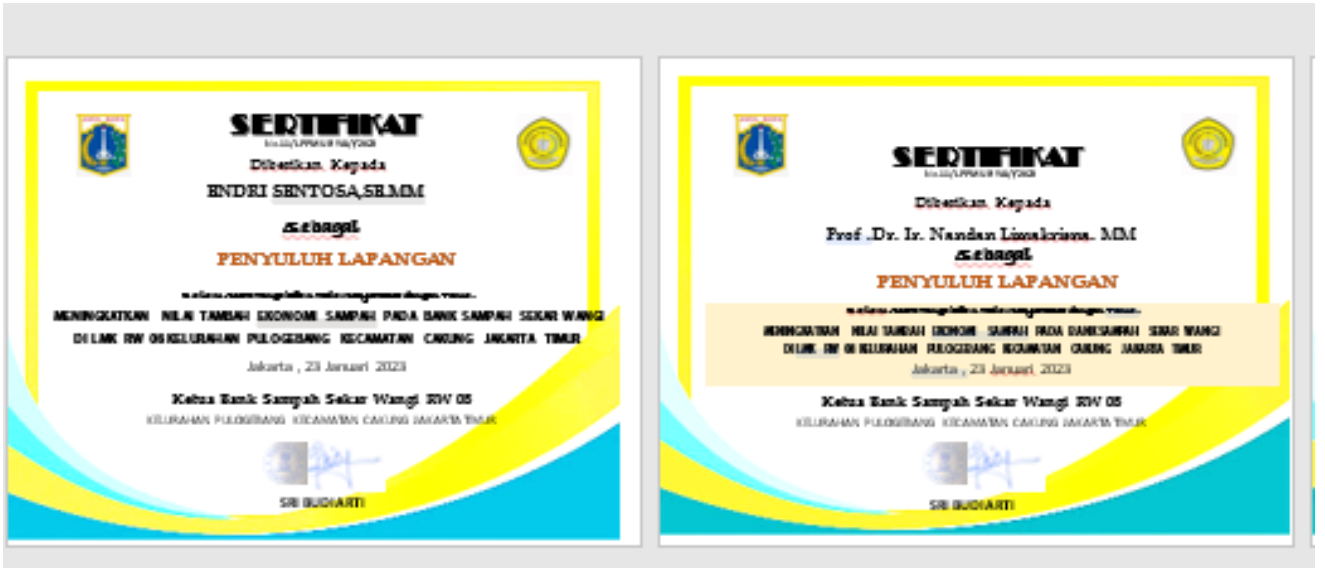 SERTIFIKAT
Diberikan Kepada
ENDRI SENTOSA,SE.MM
sebagai
PENYULUH LAPANGAN
MENINGKATKAN NILAI TAMBAH EKONOMI SAMPAH PADA BANK SAMPAH SEKAR WANGI
DI LMK RW 06 KELURAHAN PULOGEBANG KECAMATAN CAKUNG JAKARTA TIMUR
Jakarta , 23 Januari 2023
Ketua Bank Sampah Sekar Wangi RW 06
KELURAHAN PULOGEBANG KECAMATAN CAKUNG JAKARTA TIMUR
SRI BUDIARTI
SERTIFIKAT
Diberikan Kepada
Prof .Dr. Ir. Nandan Limakrisna. MM
sebagai
PENYULUH LAPANGAN
MENINGKATKAN NILAI TAMBAH EKONOMI SAMPAH PADA BANKSAMPAH SEKAR WANGI
DI LMK RW 06 KELURAHAN PULOGEBANG KECAMATAN CAKUNG JAKARTA TIMUR
Jakarta , 23 Januari 2023
Ketua Bank Sampah Sekar Wangi RW 06
KELURAHAN PULOGEBANG KECAMATAN CAKUNG JAKARTA TIMUR
SRI BUDIARTI